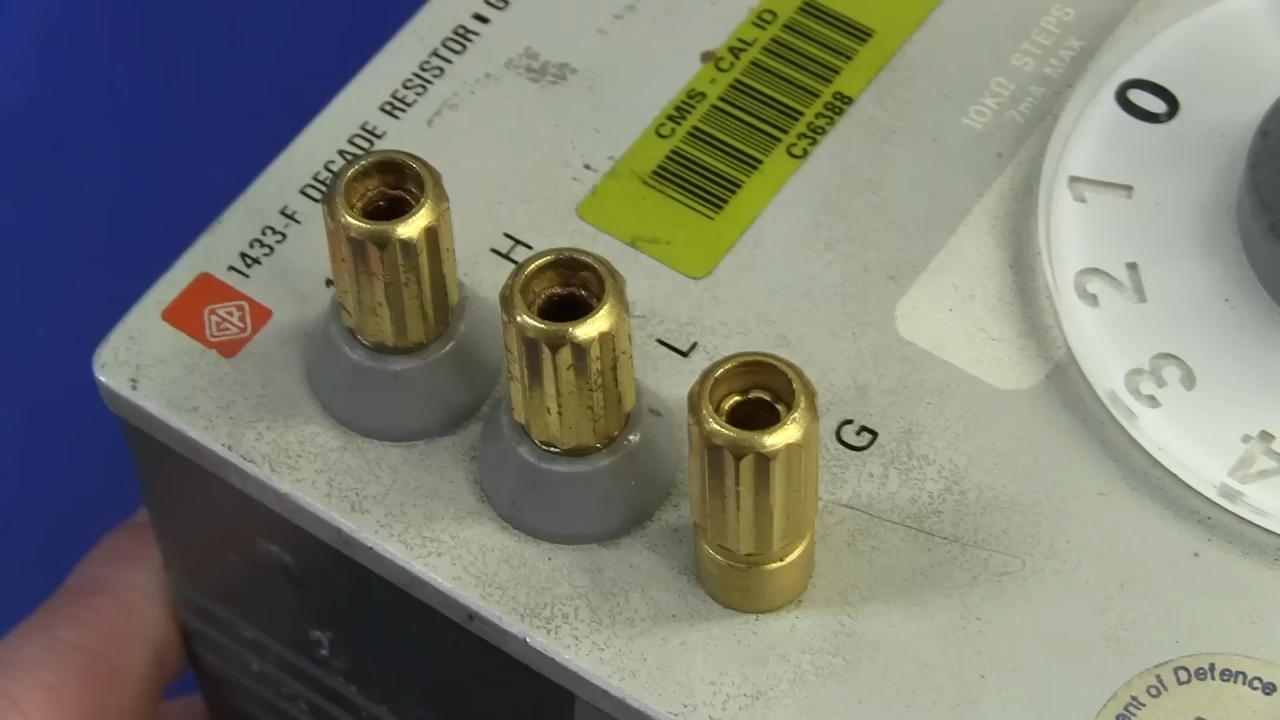 1433-F DECADE RESISTOR
CMIS - CAL ID
C36388
10KΩ STEPS
7mA MAX
H
L
G
0
1
2
3
4
of Defence